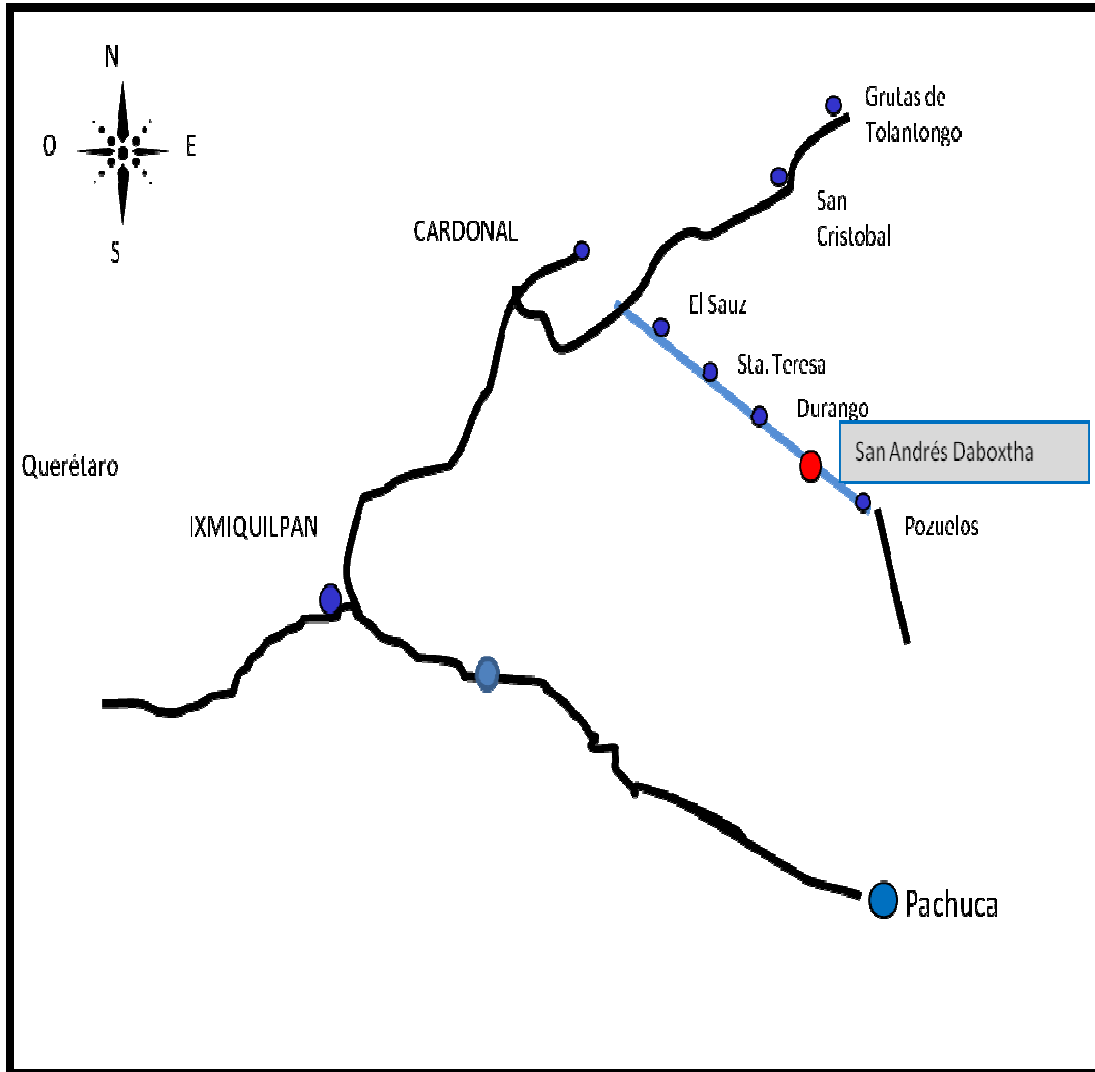 N
O
E
S
Grutas de
Tolantongo
San
Cristobal
CARDONAL
El Sauz
Sta. Teresa
Durango
San Andrés Daboxtha
Querétaro
IXMIQUILPAN
Pozuelos
Pachuca